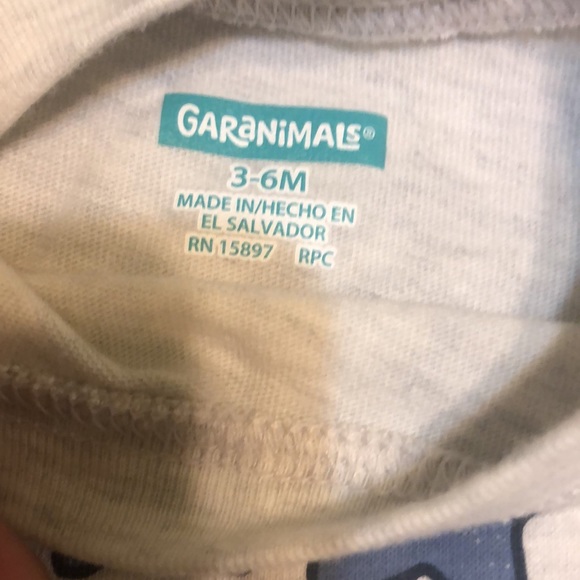 GARaNiMALS®
3-6M
MADE IN/HECHO EN
EL SALVADOR
RN 15897 RPC